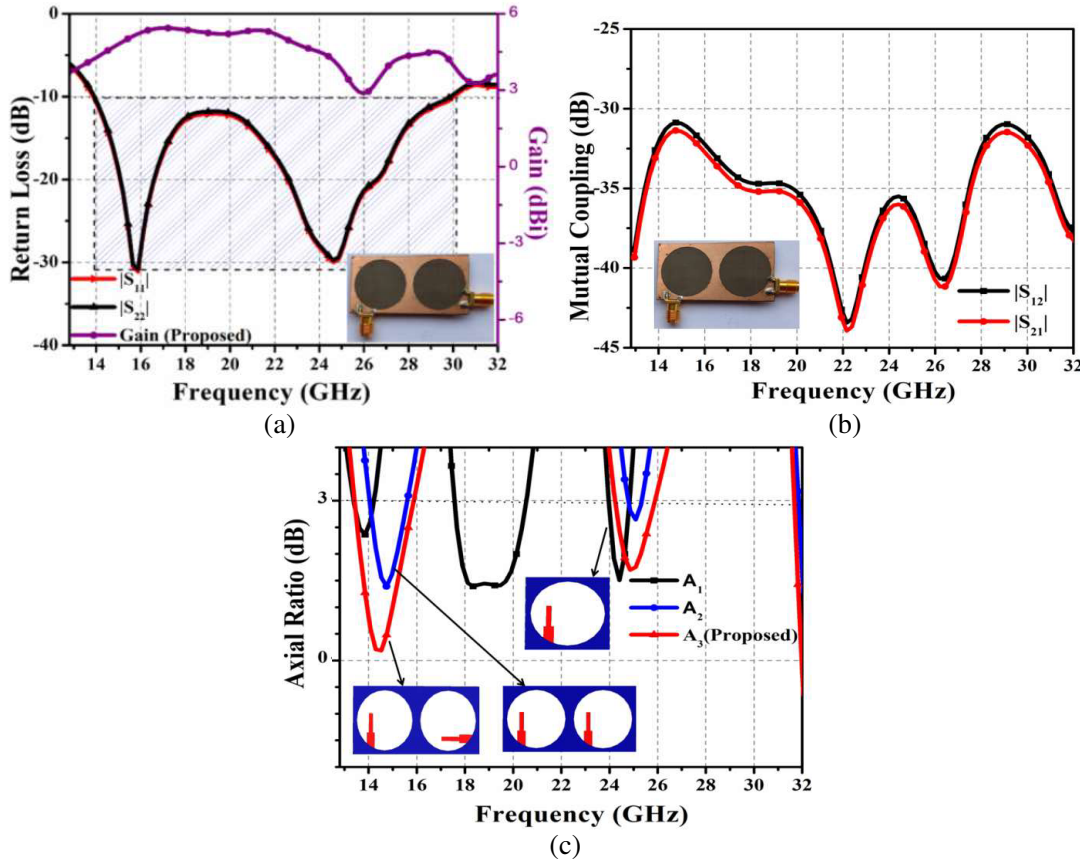 0
-10
-20
-30
-40
Return Loss (dB)
6
3
0
-3
-6
Gain (dBi)
|S11|
|S22|
Gain (Proposed)
14 16 18 20 22 24 26 28 30 32
Frequency (GHz)
(a)
-25
-30
-35
-40
-45
Mutual Coupling (dB)
|S12|
|S21|
14 16 18 20 22 24 26 28 30 32
Frequency (GHz)
(b)
3
0
Axial Ratio (dB)
A1
A2
A3(Proposed)
14 16 18 20 22 24 26 28 30 32
Frequency (GHz)
(c)